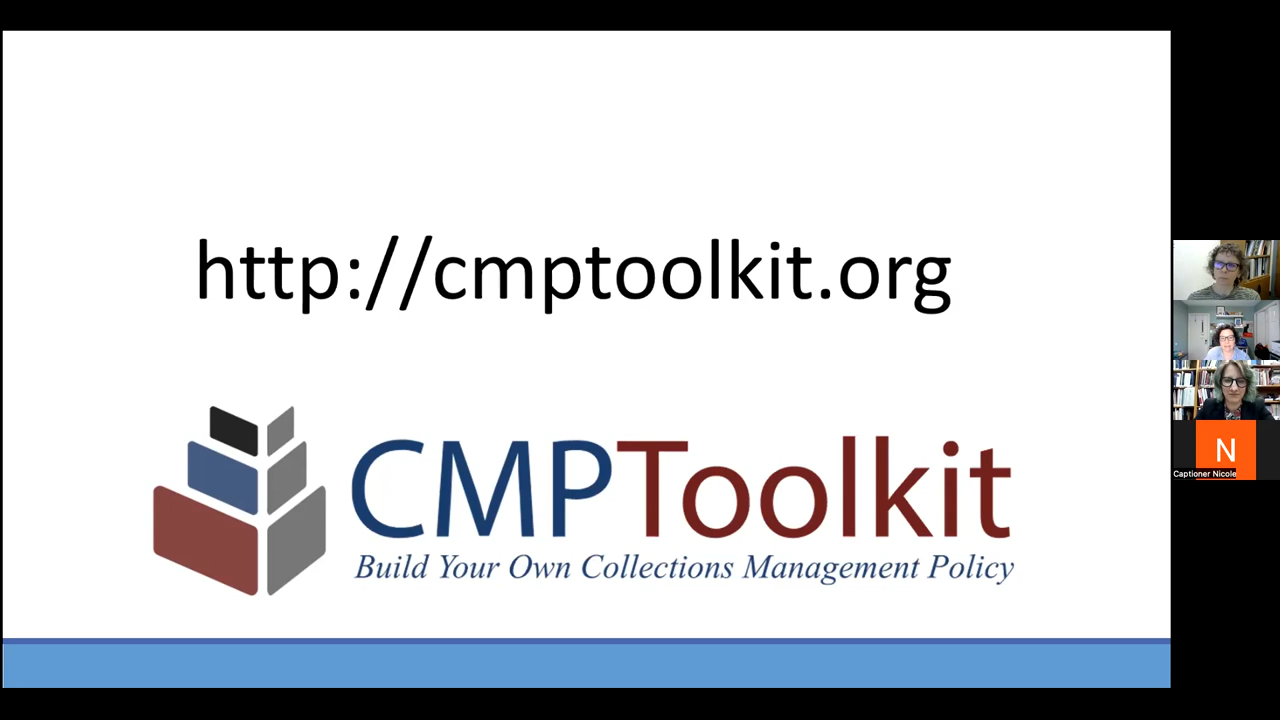 http://cmptoolkit.org
CMPToolkit
Build Your Own Collections Management Policy
N
Captioner Nicole